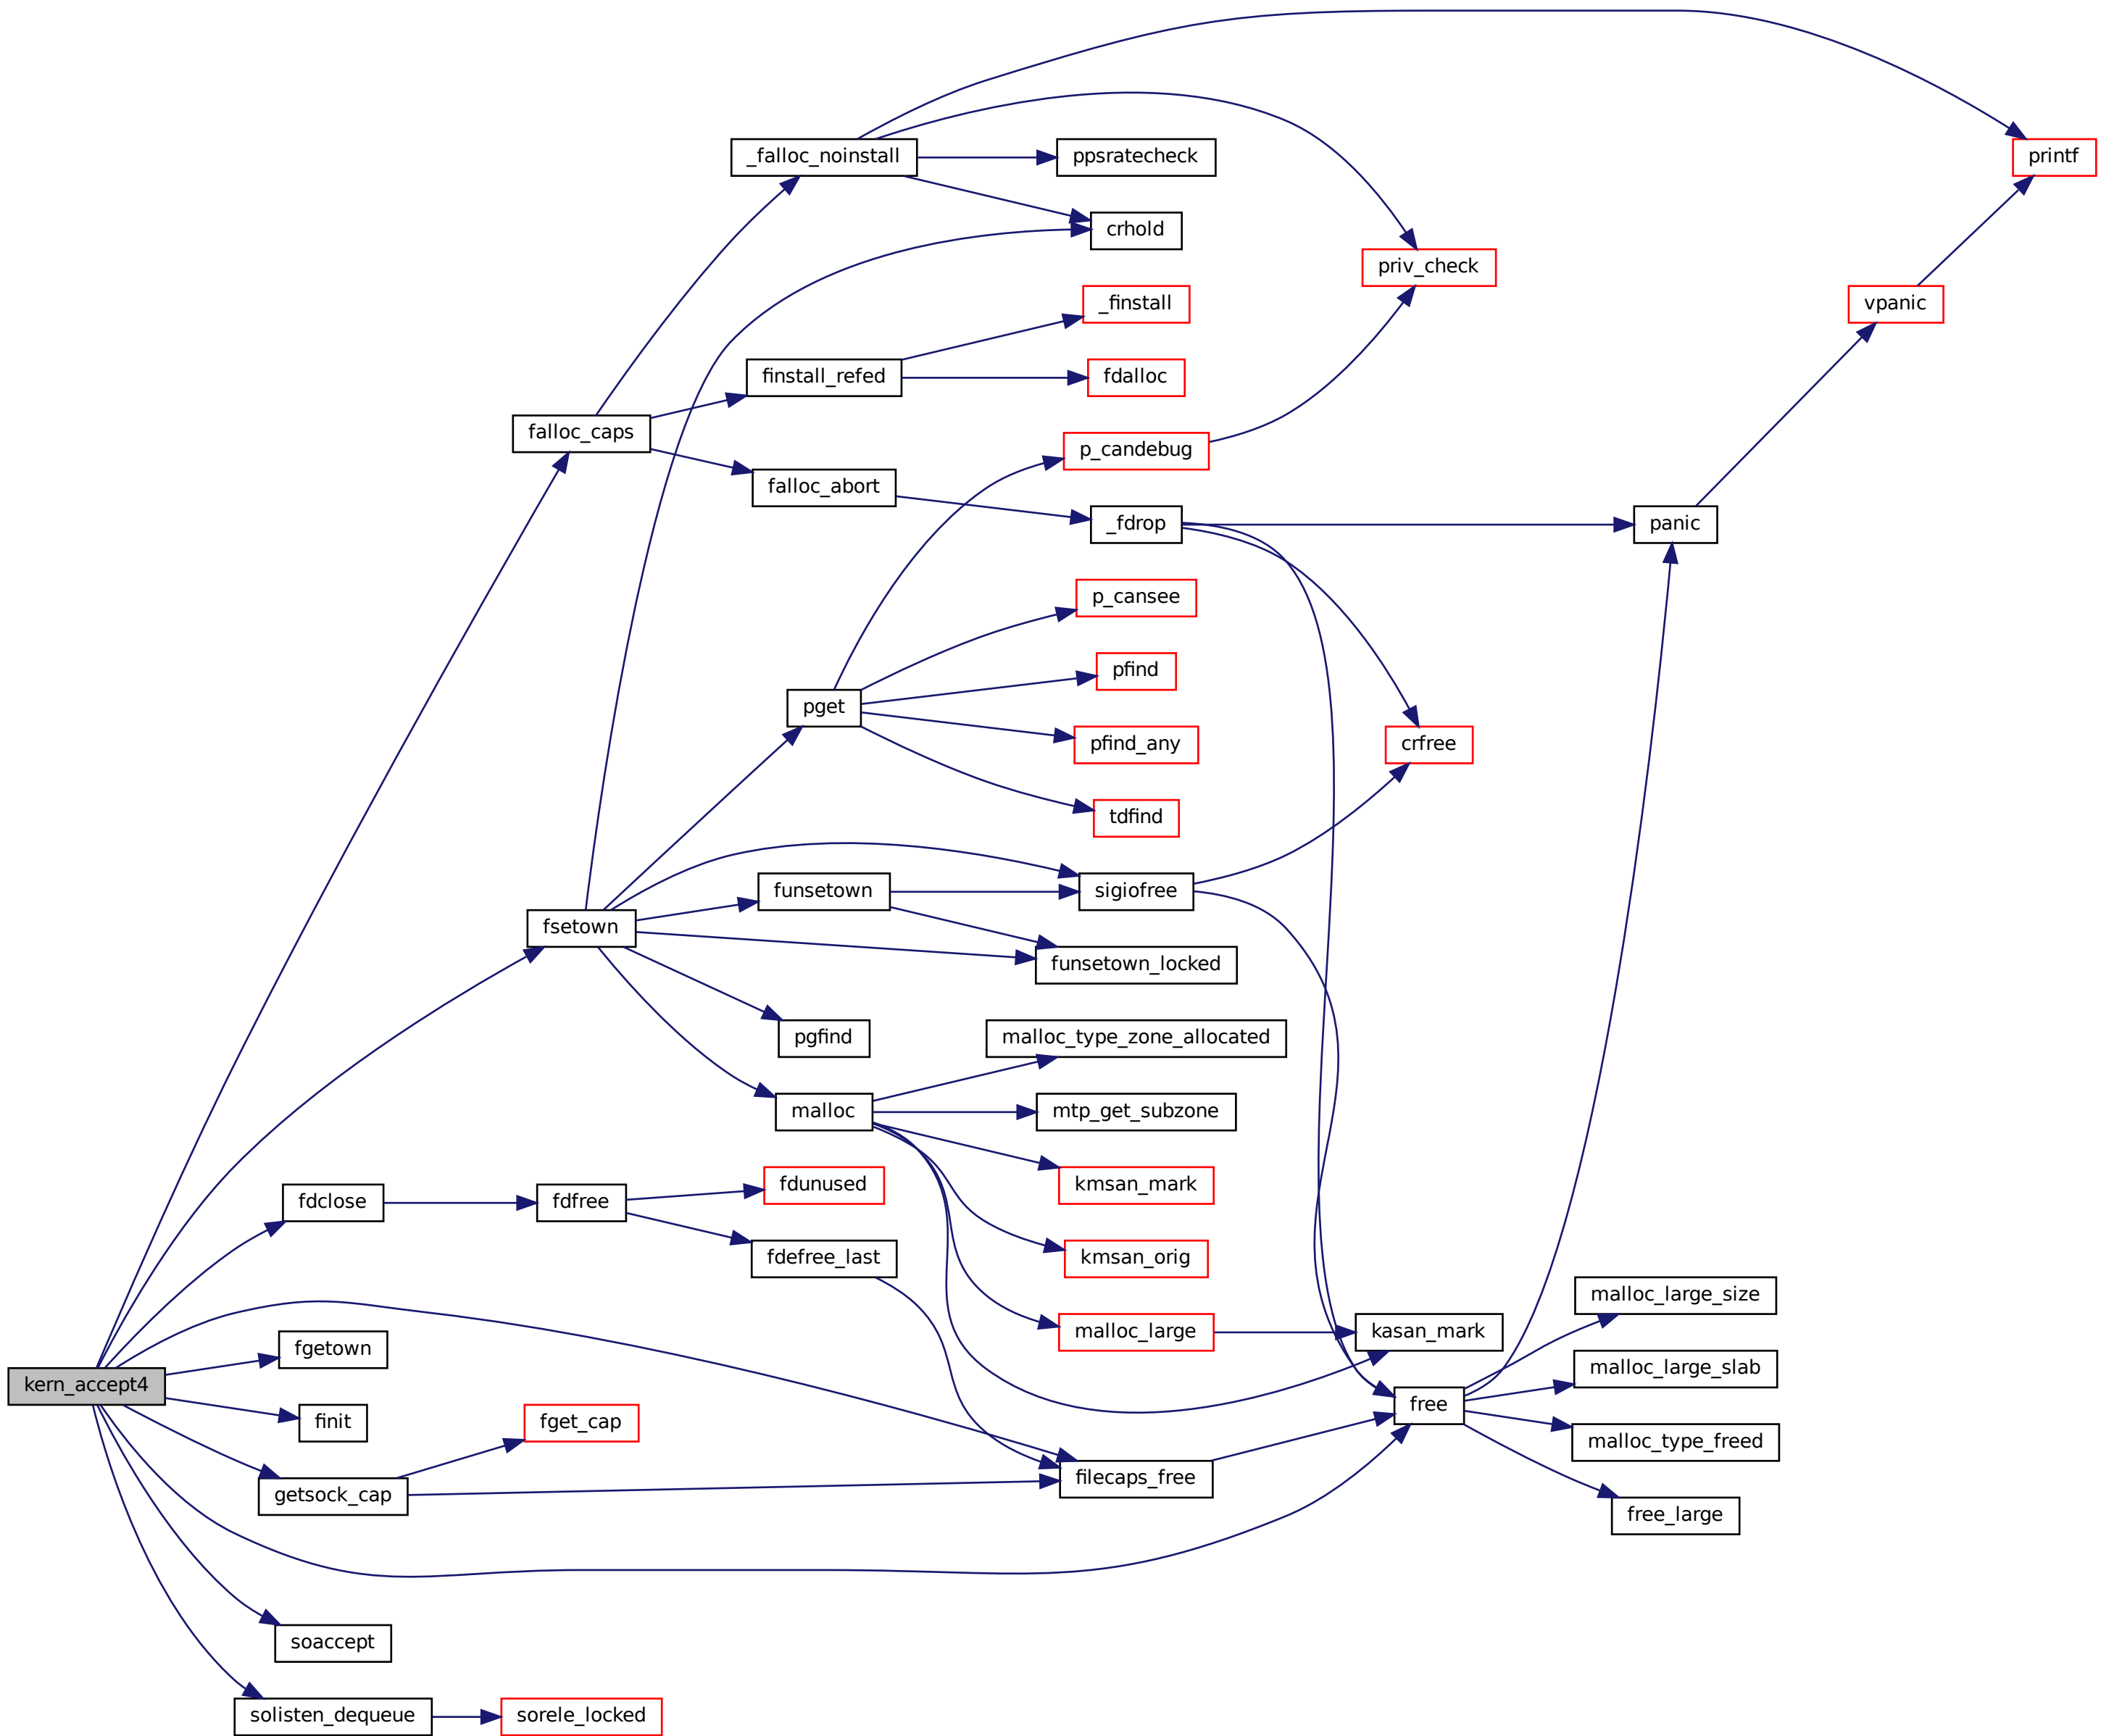 _falloc_noinstall
ppsratecheck
printf
crhold
priv_check
_finstall
vpanic
finstall_refed
fdalloc
falloc_caps
p_candebug
falloc_abort
_fdrop
panic
p_cansee
pfind
pget
pfind_any
crfree
tdfind
funsetown
sigiofree
fsetown
funsetown_locked
pgfind
malloc_type_zone_allocated
malloc
mtp_get_subzone
fdclose
fdfree
fdunused
kmsan_mark
fdefree_last
kmsan_orig
malloc_large_size
fgetown
malloc_large
kasan_mark
malloc_large_slab
kern_accept4
free
finit
fget_cap
malloc_type_freed
getsock_cap
filecaps_free
free_large
soaccept
solisten_dequeue
sorele_locked